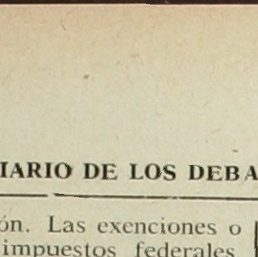 IARIO DE LOS DEBA
ón. Las exenciones o
impuestos federales